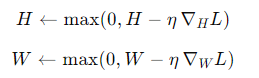 H ← max(0, H − η ∇_H L)
W ← max(0, W − η ∇_W L)